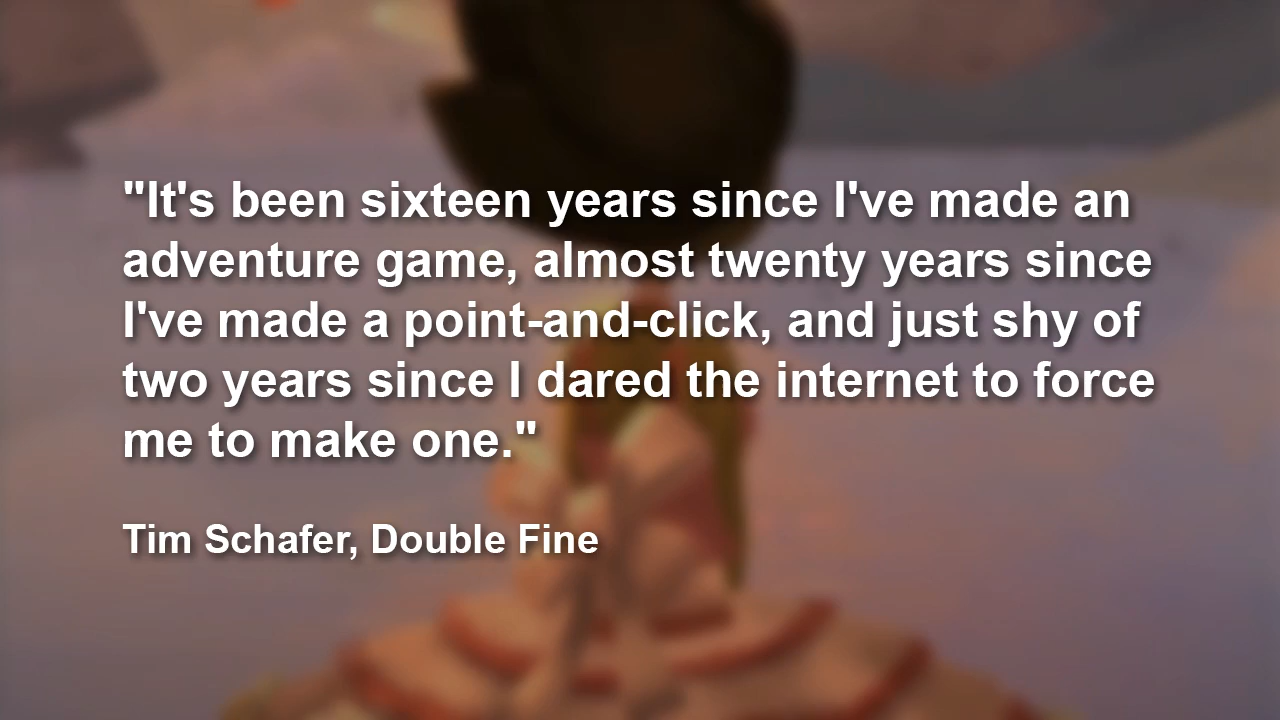 "It's been sixteen years since I've made an
adventure game, almost twenty years since
I've made a point-and-click, and just shy of
two years since I dared the internet to force
me to make one."
Tim Schafer, Double Fine